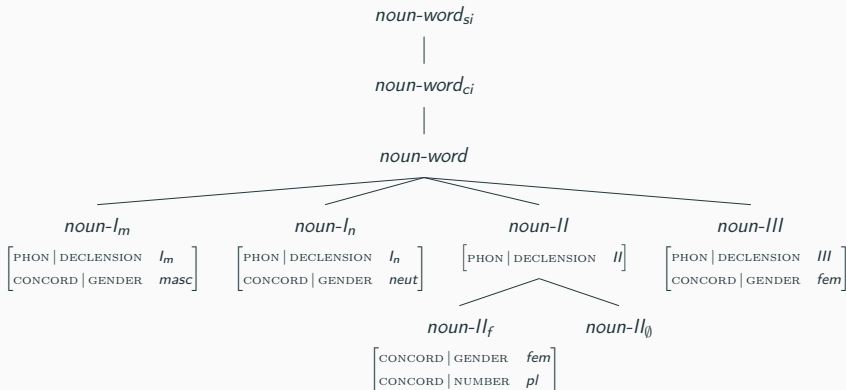 noun-word_si
noun-word_ci
noun-word
noun-I_m noun-I_n noun-II noun-III
[PHON|DECLENSION I_m] [PHON|DECLENSION I_n] [PHON|DECLENSION II] [PHON|DECLENSION III]
[CONCORD|GENDER masc] [CONCORD|GENDER neut] [CONCORD|GENDER fem]
noun-II_f noun-II_∅
[CONCORD|GENDER fem]
[CONCORD|NUMBER pl]